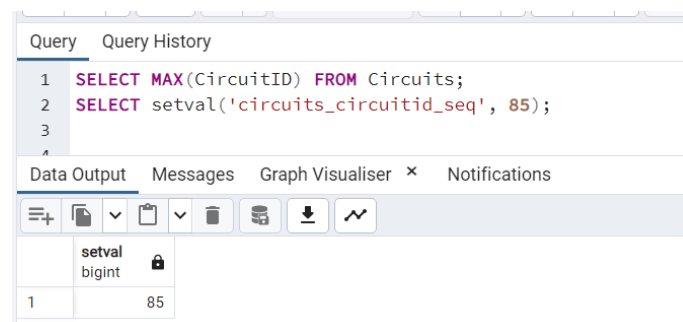 Query Query History
1 SELECT MAX(CircuitID) FROM Circuits;
2 SELECT setval('circuits_circuitid_seq', 85);
3
4
Data Output Messages Graph Visualiser × Notifications
setval
bigint
1 85